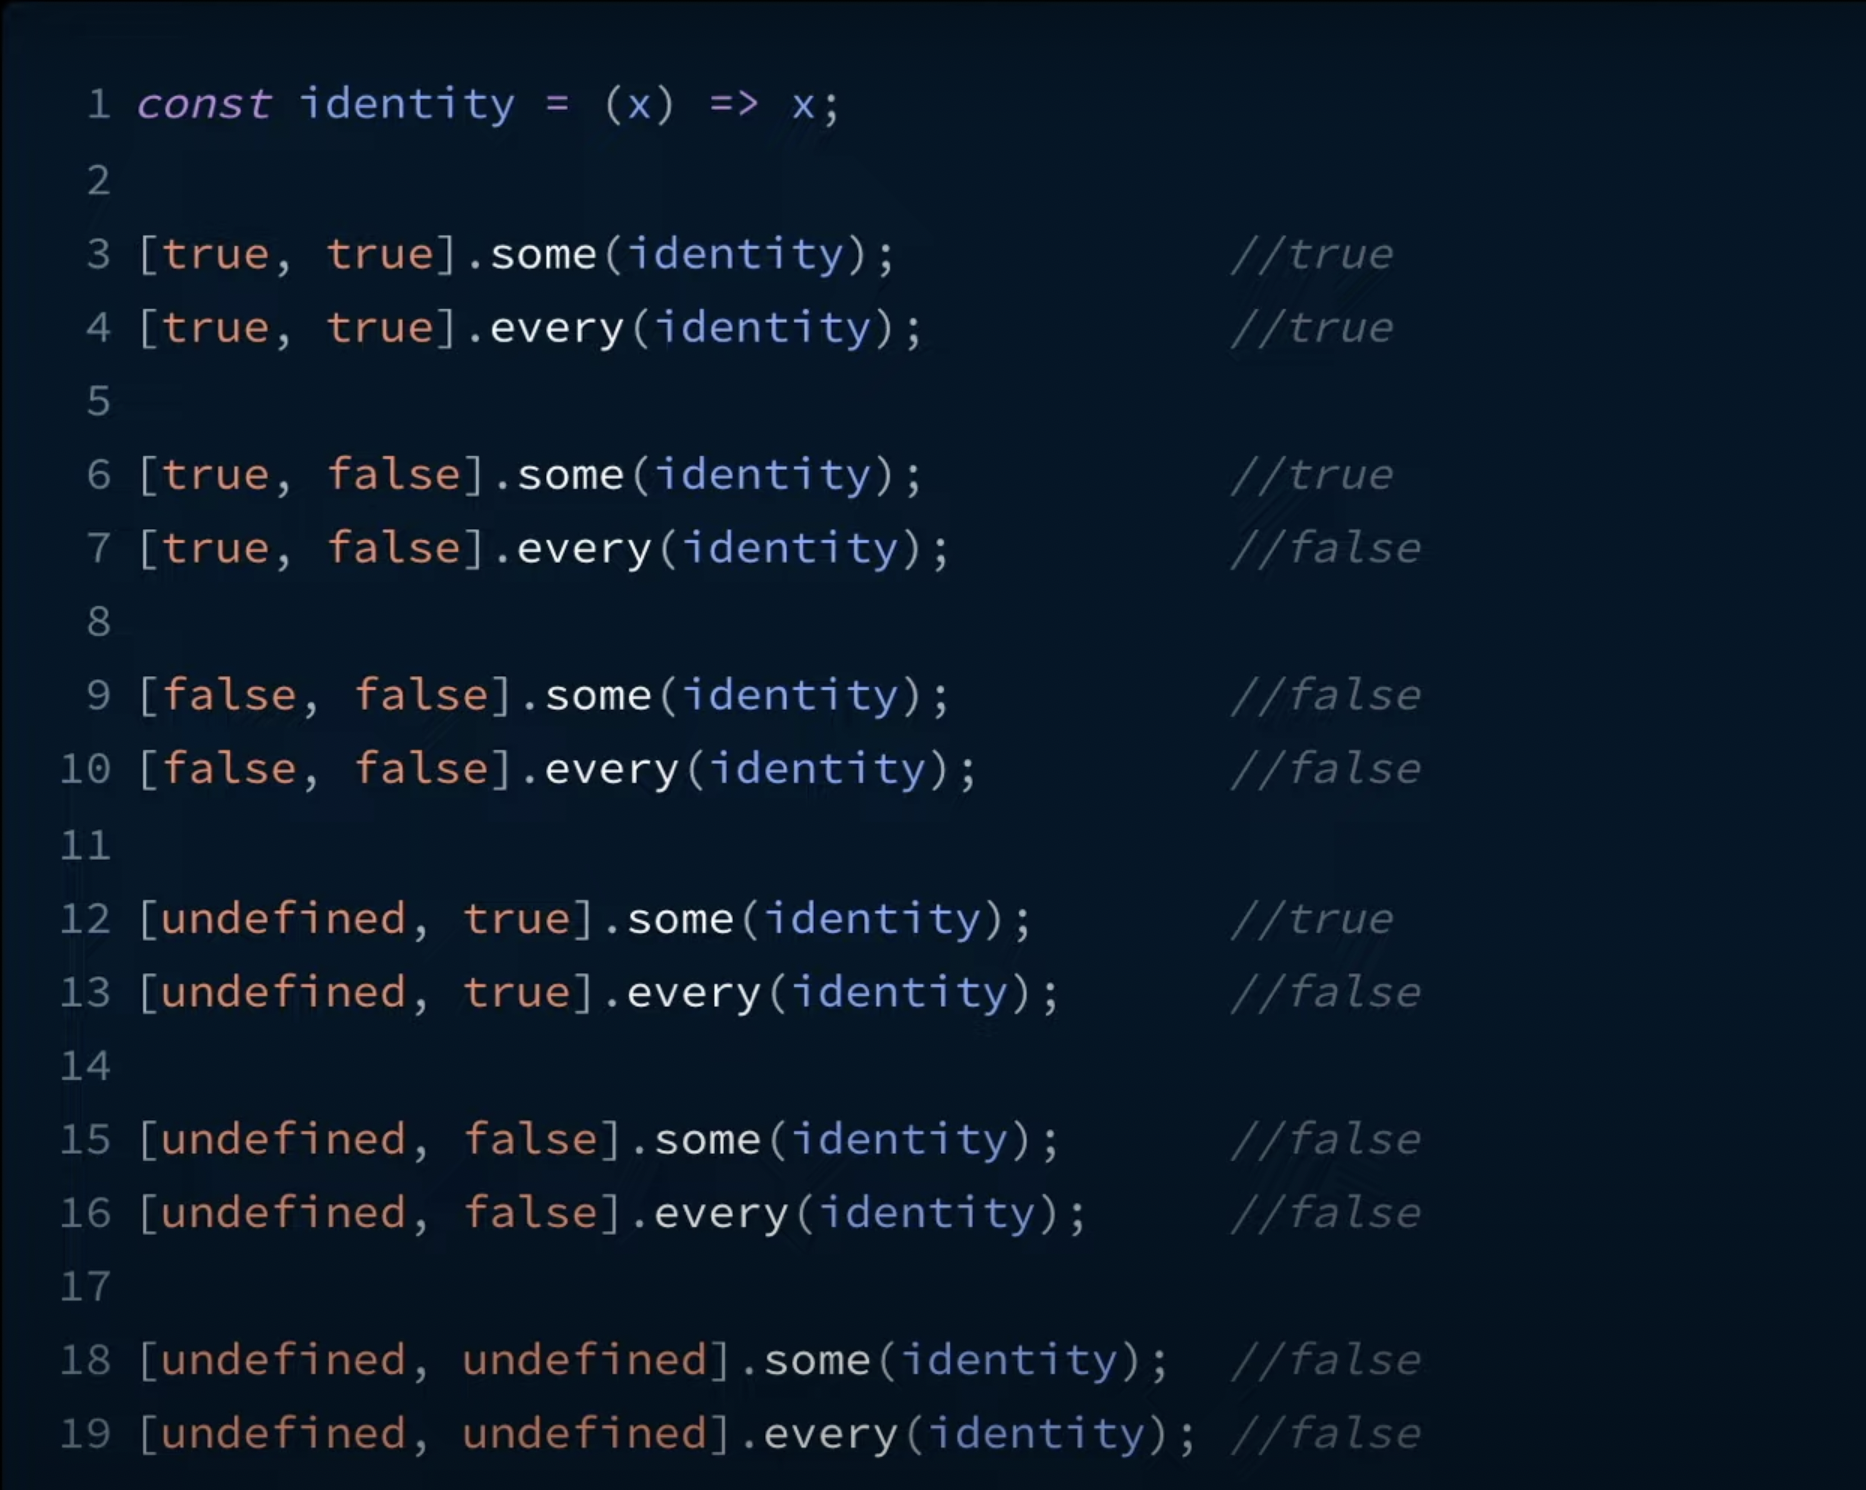 1 const identity = (x) => x;
2
3 [true, true].some(identity); //true
4 [true, true].every(identity); //true
5
6 [true, false].some(identity); //true
7 [true, false].every(identity); //false
8
9 [false, false].some(identity); //false
10 [false, false].every(identity); //false
11
12 [undefined, true].some(identity); //true
13 [undefined, true].every(identity); //false
14
15 [undefined, false].some(identity); //false
16 [undefined, false].every(identity); //false
17
18 [undefined, undefined].some(identity); //false
19 [undefined, undefined].every(identity); //false